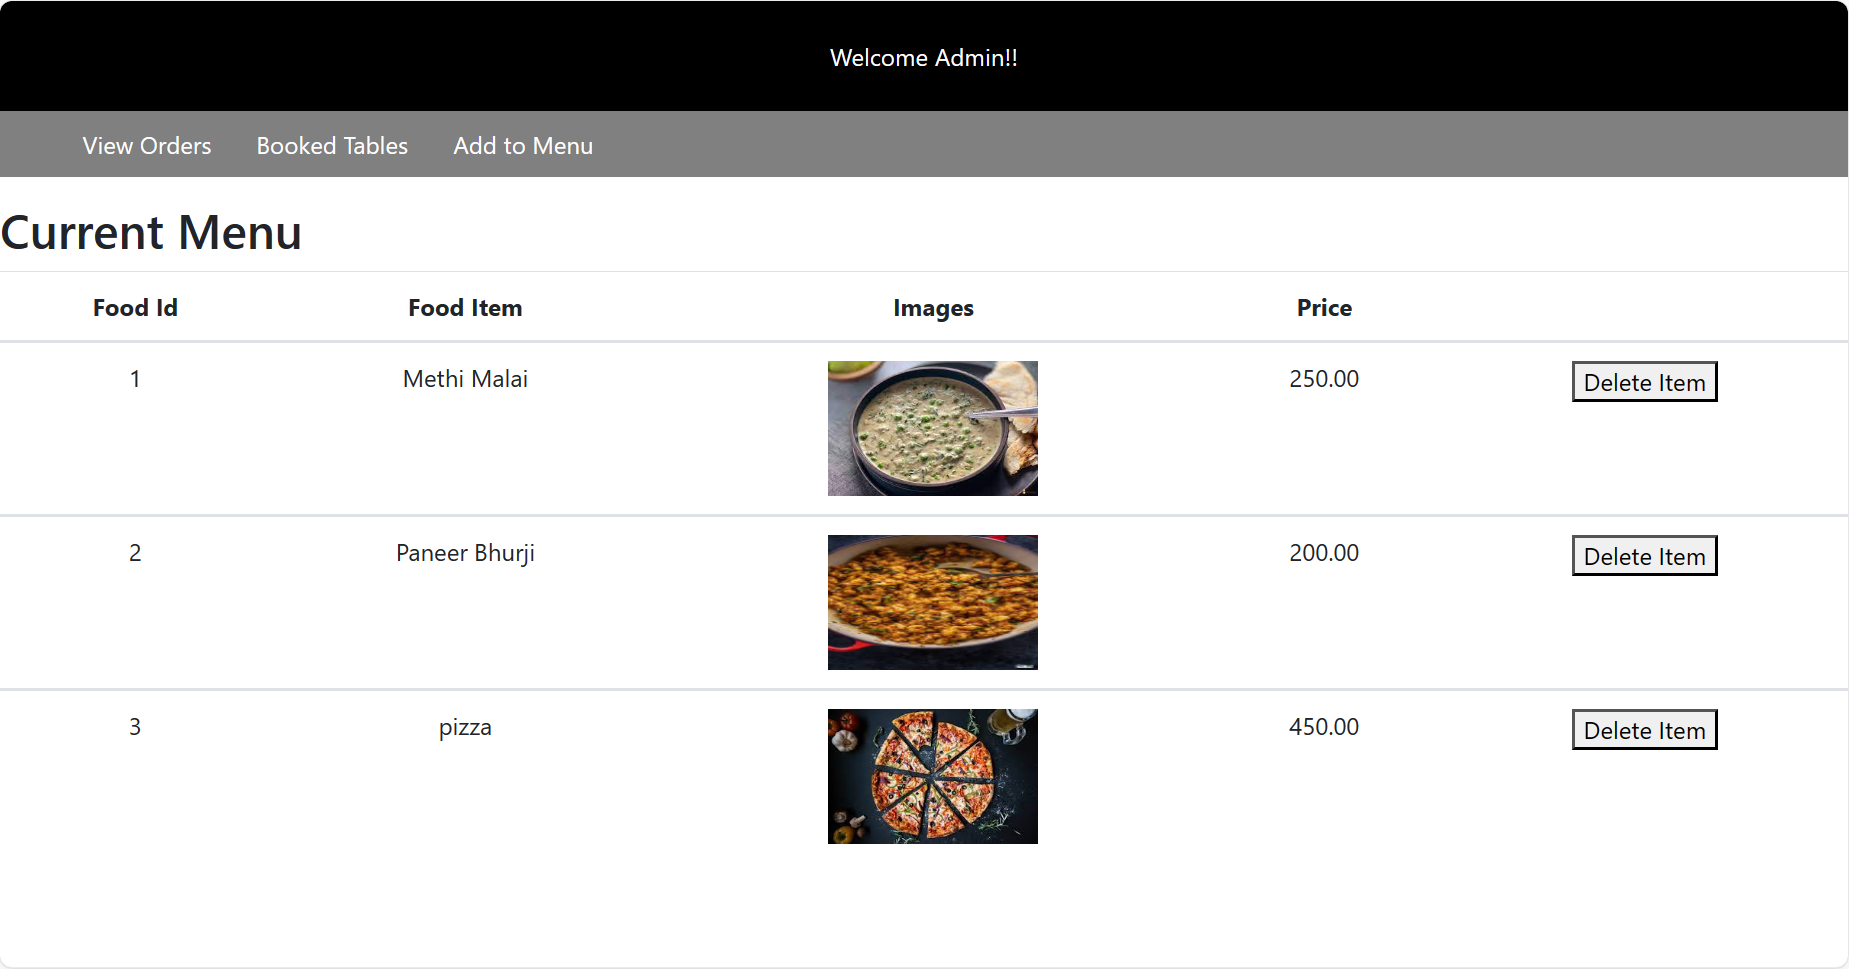 Welcome Admin!!
View Orders Booked Tables Add to Menu
Current Menu
Food Id Food Item Images Price
1 Methi Malai 250.00 Delete Item
2 Paneer Bhurji 200.00 Delete Item
3 pizza 450.00 Delete Item